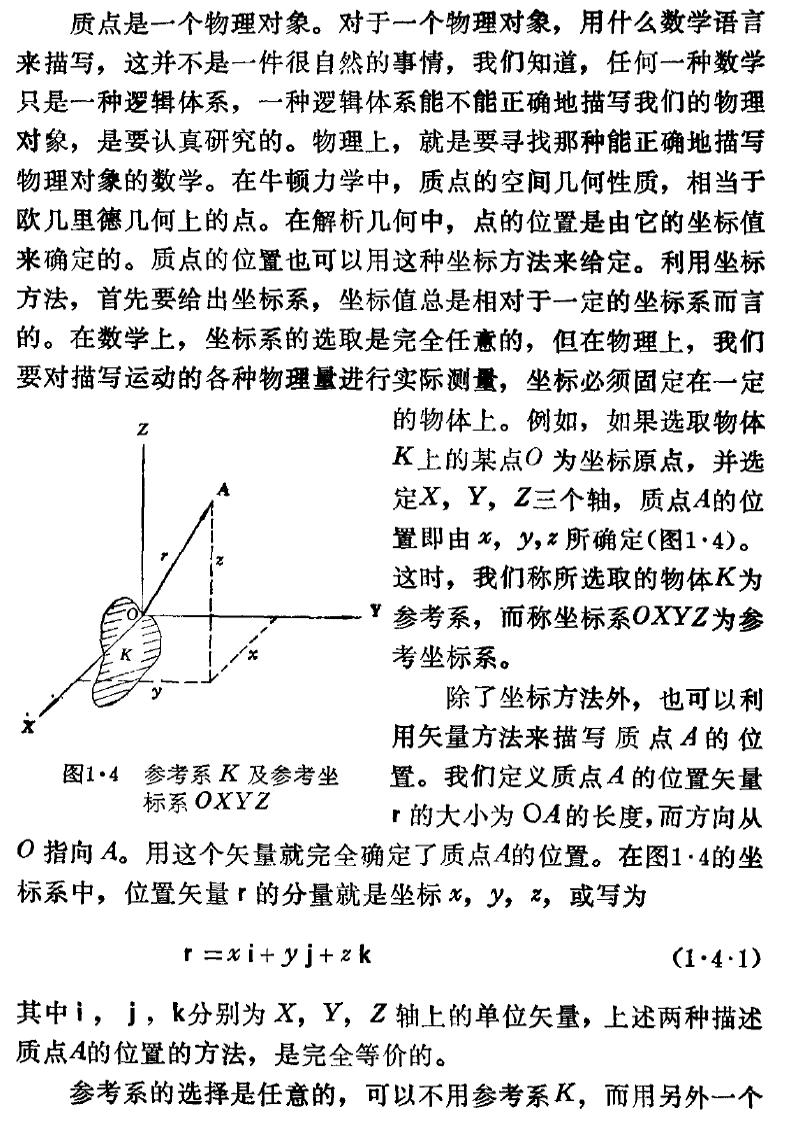 质点是一个物理对象。对于一个物理对象，用什么数学语言
来描写，这并不是一件很自然的事情，我们知道，任何一种数学
只是一种逻辑体系，一种逻辑体系能不能正确地描写我们的物理
对象，是要认真研究的。物理上，就是要寻找那种能正确地描写
物理对象的数学。在牛顿力学中，质点的空间几何性质，相当于
欧几里德几何上的点。在解析几何中，点的位置是由它的坐标值
来确定的。质点的位置也可以用这种坐标方法来给定。利用坐标
方法，首先要给出坐标系，坐标值总是相对于一定的坐标系而言
的。在数学上，坐标系的选取是完全任意的，但在物理上，我们
要对描写运动的各种物理量进行实际测量，坐标必须固定在一定
的物体上。例如，如果选取物体
K上的某点O 为坐标原点，并选
定X，Y，Z三个轴，质点A的位
置即由 x，y，z 所确定(图1·4)。
这时，我们称所选取的物体K为
参考系，而称坐标系OXYZ为参
考坐标系。
除了坐标方法外，也可以利
用矢量方法来描写质点A的位
置。我们定义质点A的位置矢量
r 的大小为 OA的长度，而方向从
Z
A
r
z
O
Y
K
x
y
X
图1·4 参考系 K 及参考坐
标系 OXYZ
O 指向 A。用这个矢量就完全确定了质点A的位置。在图1·4的坐
标系中，位置矢量 r 的分量就是坐标 x，y，z，或写为
r = x i + y j + z k (1·4·1)
其中 i，j，k分别为 X，Y，Z 轴上的单位矢量，上述两种描述
质点A的位置的方法，是完全等价的。
参考系的选择是任意的，可以不用参考系K，而用另外一个